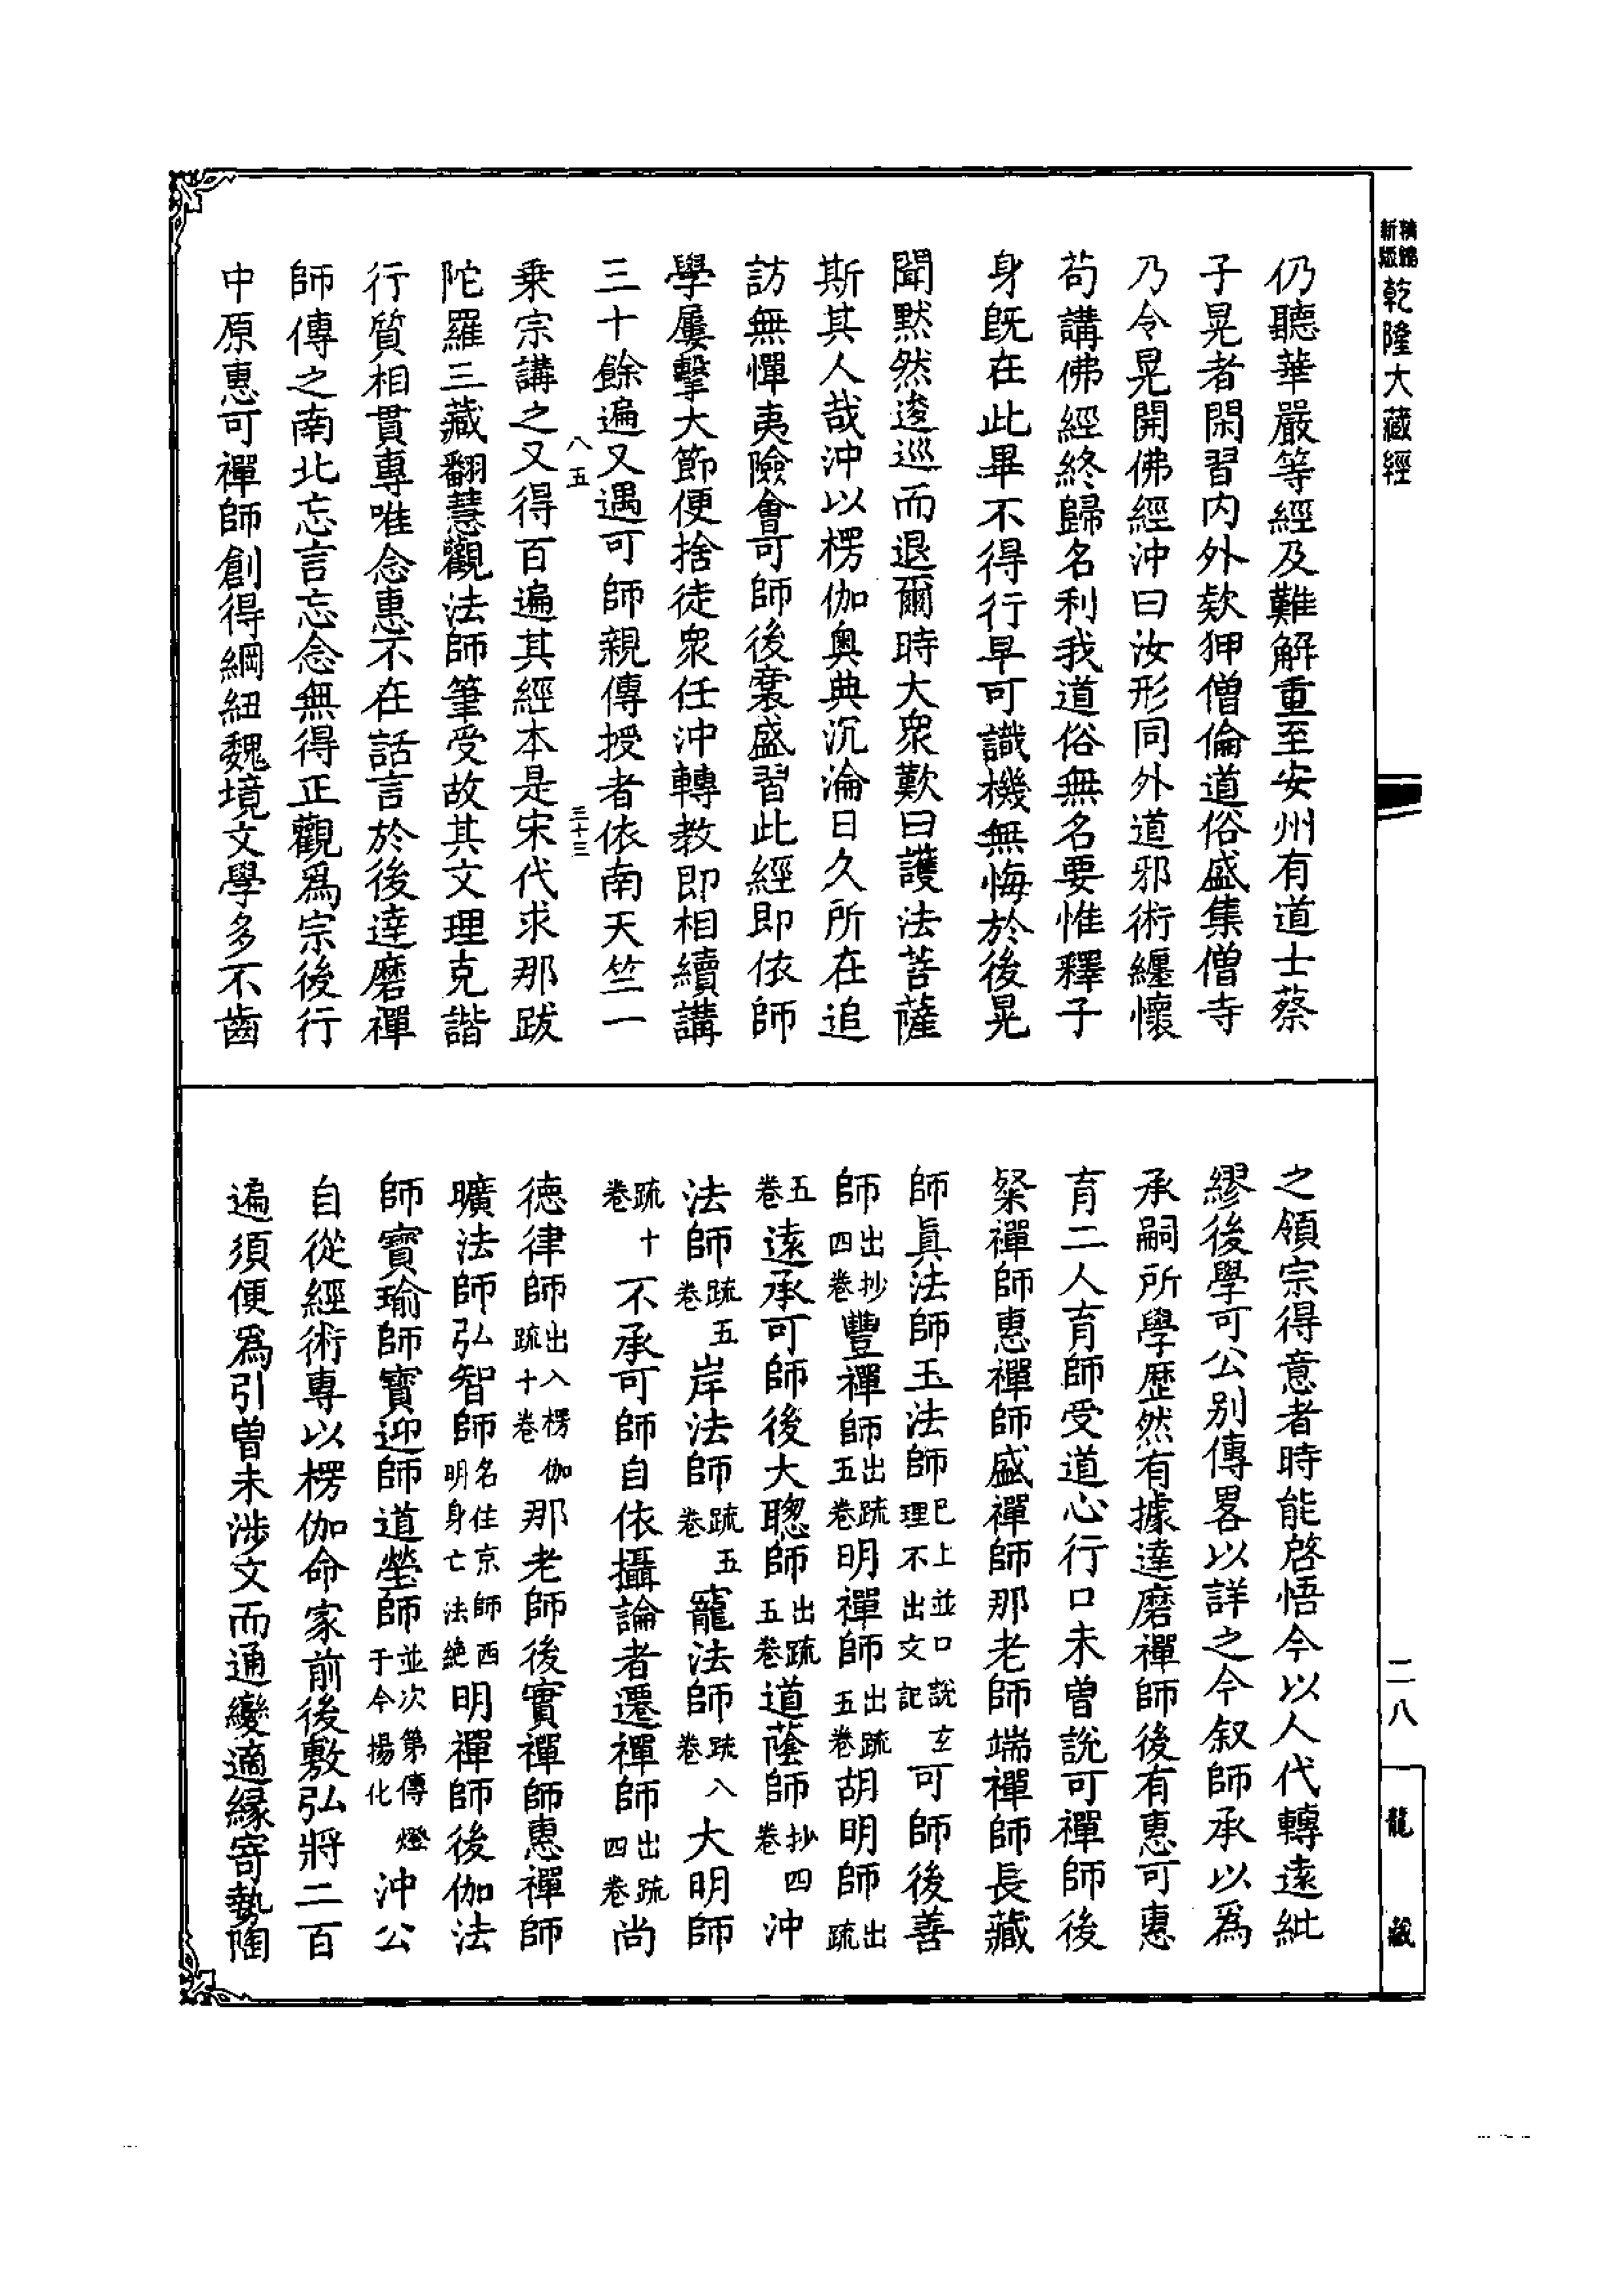 新版 精縮 乾隆大藏經
二八
龍藏
仍聽華嚴等經及難解重至安州有道士蔡
子晃者閑習内外欵狎僧倫道俗盛集僧寺
乃令晃開佛經沖曰汝形同外道邪術纏懷
苟講佛經終歸名利我道俗無名要惟釋子
身旣在此畢不得行早可識機無悔於後晃
聞默然逡巡而退爾時大衆歎曰護法菩薩
斯其人哉沖以楞伽奥典沉淪日久所在追
訪無憚夷險會可師後裔盛習此經即依師
學屢擊大節便捨徒衆任沖轉教即相續講
三十餘遍又遇可師親傳授者依南天竺一
八五 三十三
乘宗講之又得百遍其經本是宋代求那跋
陀羅三藏翻慧觀法師筆受故其文理克諧
行質相貫專唯念惠不在話言於後達磨禪
師傳之南北忘言忘念無得正觀爲宗後行
中原惠可禪師創得綱紐魏境文學多不齒
之領宗得意者時能啓悟今以人代轉遠紕
繆後學可公别傳畧以詳之今叙師承以爲
承嗣所學歷然有據達磨禪師後有惠可惠
育二人育師受道心行口未曽說可禪師後
粲禪師惠禪師盛禪師那老師端禪師長藏
師眞法師玉法師已上並口說玄理不出文記可師後善
師出抄四卷豐禪師出疏五卷明禪師出疏五卷胡明師出疏
五卷遠承可師後大聰師出疏五卷道蔭師抄四卷沖
法師疏五卷岸法師疏五卷寵法師疏八卷大明師
疏十卷不承可師自依攝論者遷禪師出疏四卷尚
德律師出入楞伽疏十卷那老師後實禪師惠禪師
曠法師弘智師名住京師西明身亡法絶明禪師後伽法
師寶瑜師寶迎師道瑩師並次第傳燈于今揚化沖公
自從經術專以楞伽命家前後敷弘將二百
遍須便爲引曽未涉文而通變適緣寄勢陶